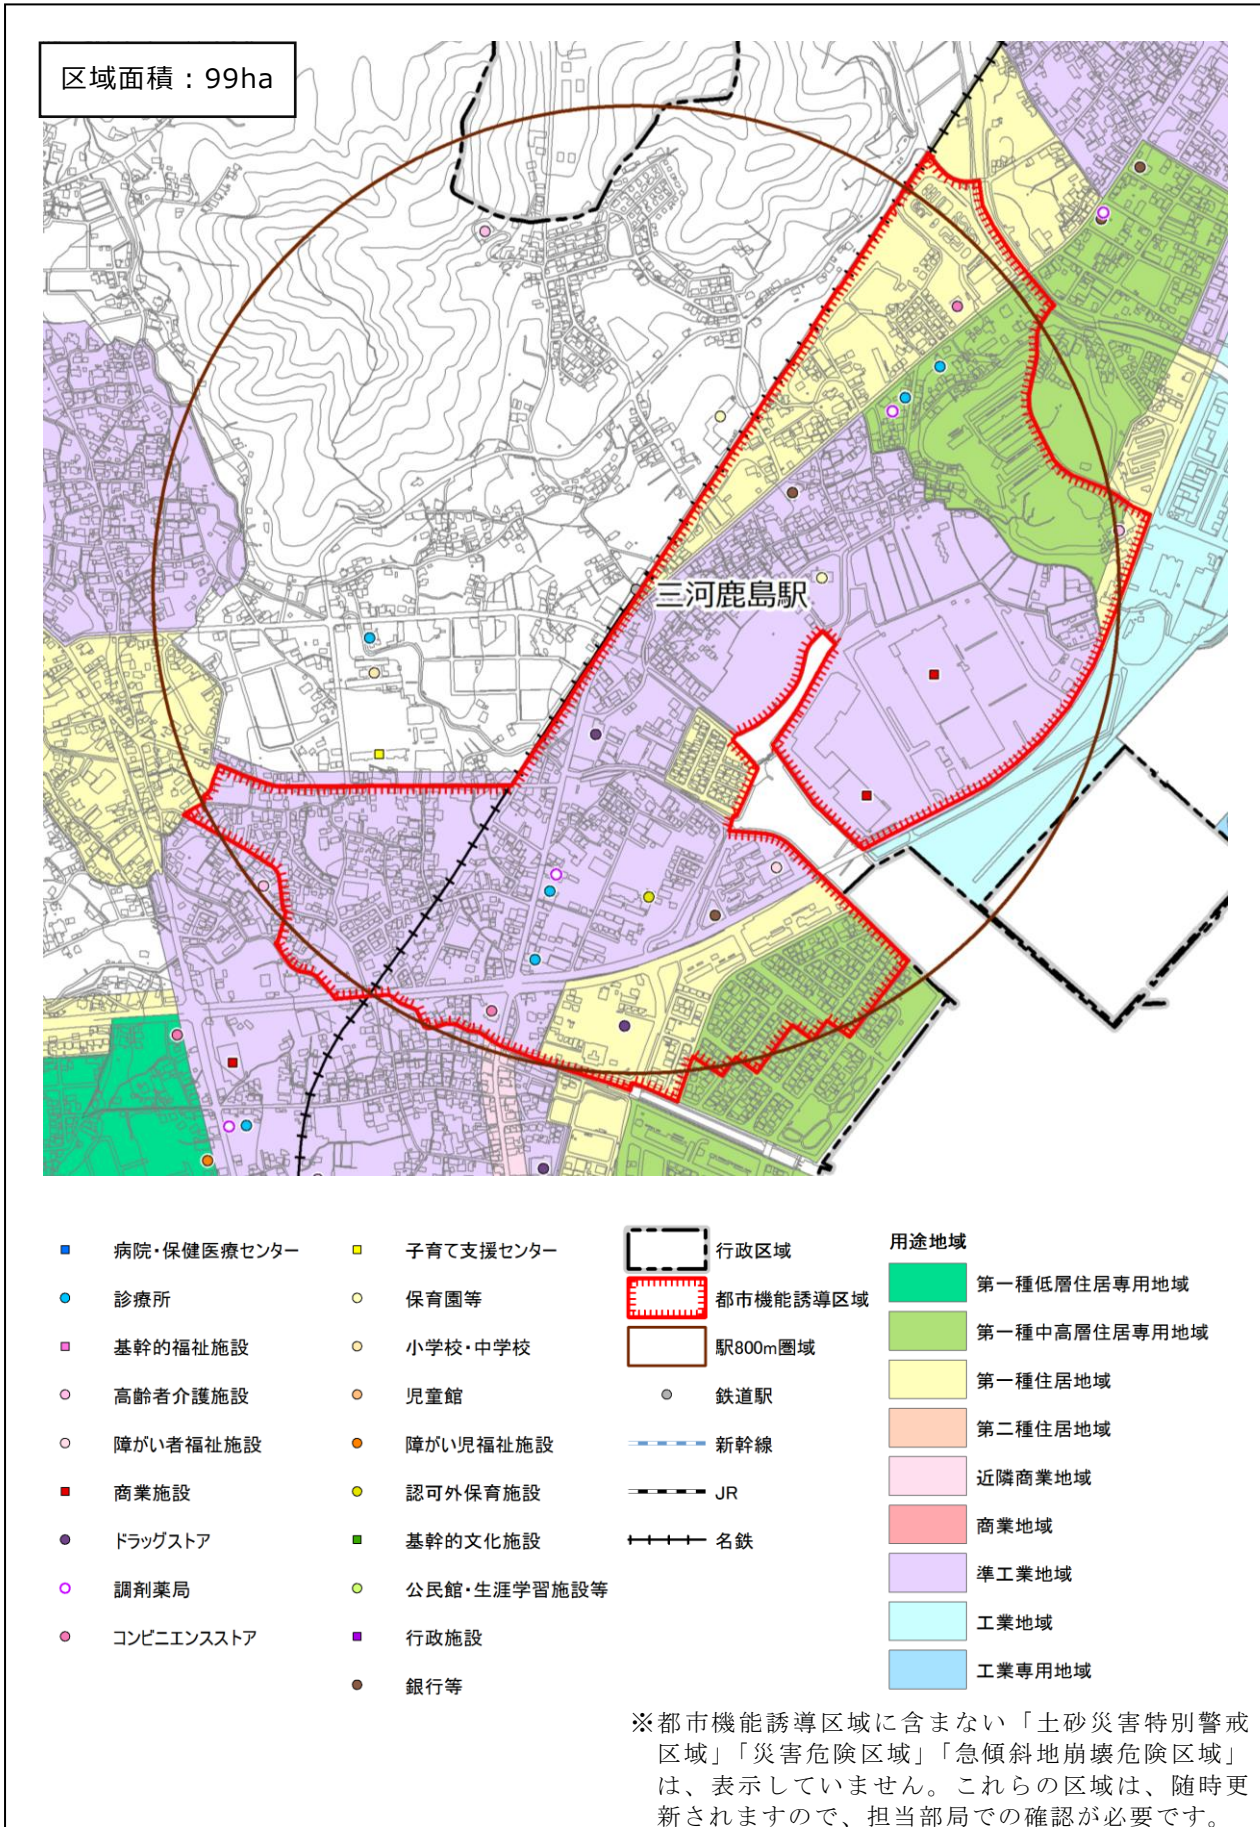 区域面積：99ha
三河鹿島駅
病院・保健医療センター
診療所
基幹的福祉施設
高齢者介護施設
障がい者福祉施設
商業施設
ドラッグストア
調剤薬局
コンビニエンスストア
子育て支援センター
保育園等
小学校・中学校
児童館
障がい児福祉施設
認可外保育施設
基幹的文化施設
公民館・生涯学習施設等
行政施設
銀行等
行政区域
都市機能誘導区域
駅800m圏域
鉄道駅
新幹線
JR
名鉄
用途地域
第一種低層住居専用地域
第一種中高層住居専用地域
第一種住居地域
第二種住居地域
近隣商業地域
商業地域
準工業地域
工業地域
工業専用地域
※都市機能誘導区域に含まない「土砂災害特別警戒
区域」「災害危険区域」「急傾斜地崩壊危険区域」
は、表示していません。これらの区域は、随時更
新されますので、担当部局での確認が必要です。